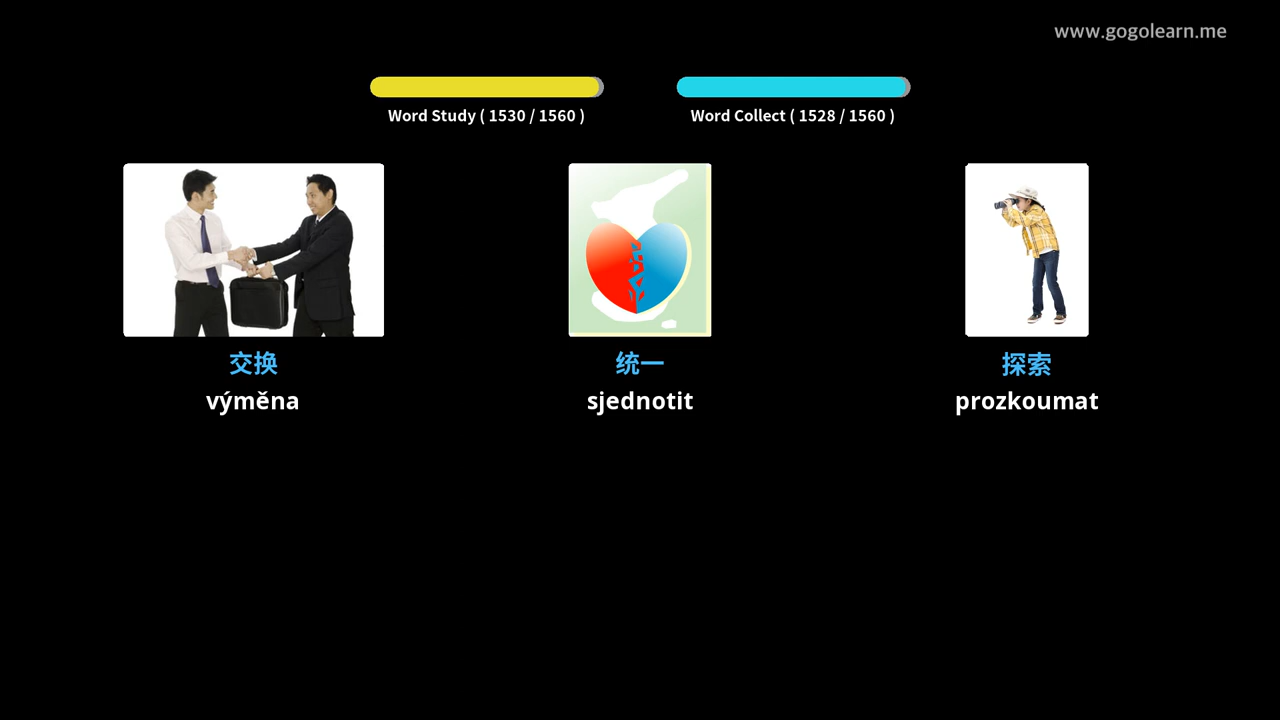 www.gogolearn.me
Word Study ( 1530 / 1560 )
Word Collect ( 1528 / 1560 )
交换
výměna
统一
sjednotit
探索
prozkoumat